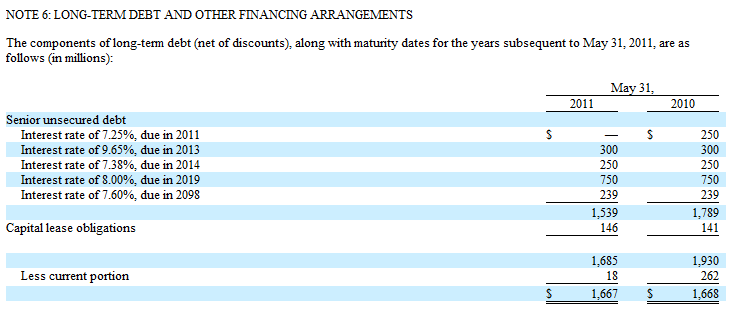 NOTE 6: LONG-TERM DEBT AND OTHER FINANCING ARRANGEMENTS
The components of long-term debt (net of discounts), along with maturity dates for the years subsequent to May 31, 2011, are as
follows (in millions):
May 31,
2011 2010
Senior unsecured debt
Interest rate of 7.25%, due in 2011 $ — $ 250
Interest rate of 9.65%, due in 2013 300 300
Interest rate of 7.38%, due in 2014 250 250
Interest rate of 8.00%, due in 2019 750 750
Interest rate of 7.60%, due in 2098 239 239
1,539 1,789
Capital lease obligations 146 141
1,685 1,930
Less current portion 18 262
$ 1,667 $ 1,668